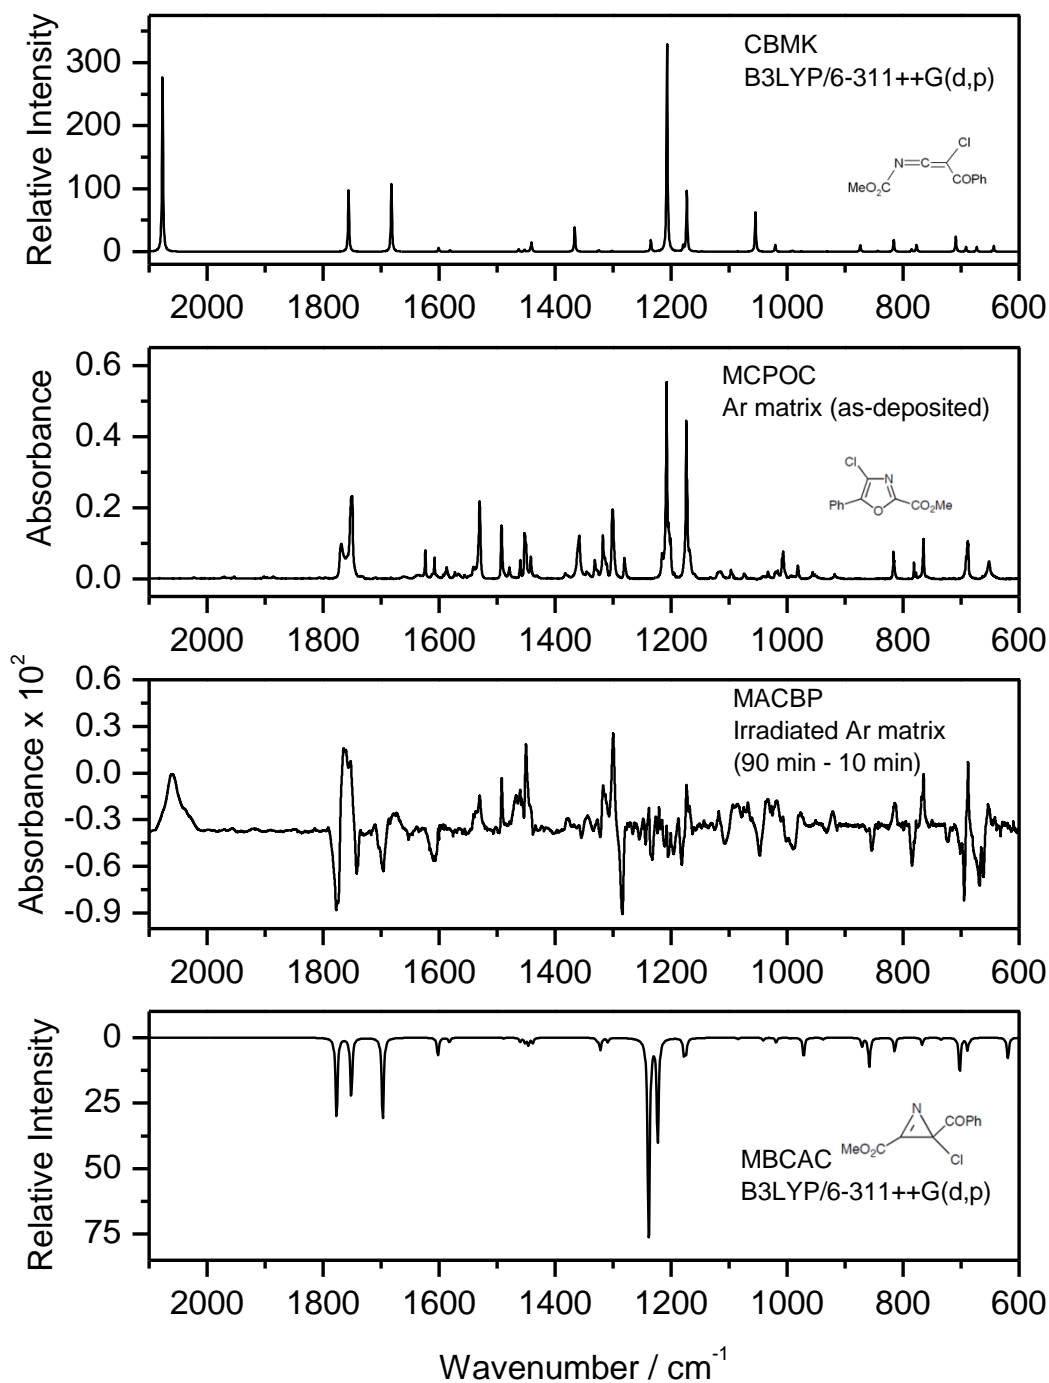 Relative Intensity
300
200
100
0
CBMK
B3LYP/6-311++G(d,p)
Cl
N
C
MeO2C
COPh
2000 1800 1600 1400 1200 1000 800 600
Absorbance
0.6
0.4
0.2
0.0
MCPOC
Ar matrix (as-deposited)
Cl
N
Ph
O
CO2Me
2000 1800 1600 1400 1200 1000 800 600
Absorbance x 10²
0.6
0.3
0.0
-0.3
-0.6
-0.9
MACBP
Irradiated Ar matrix
(90 min - 10 min)
2000 1800 1600 1400 1200 1000 800 600
Relative Intensity
0
25
50
75
N
COPh
MeO2C
Cl
MBCAC
B3LYP/6-311++G(d,p)
2000 1800 1600 1400 1200 1000 800 600
Wavenumber / cm⁻¹